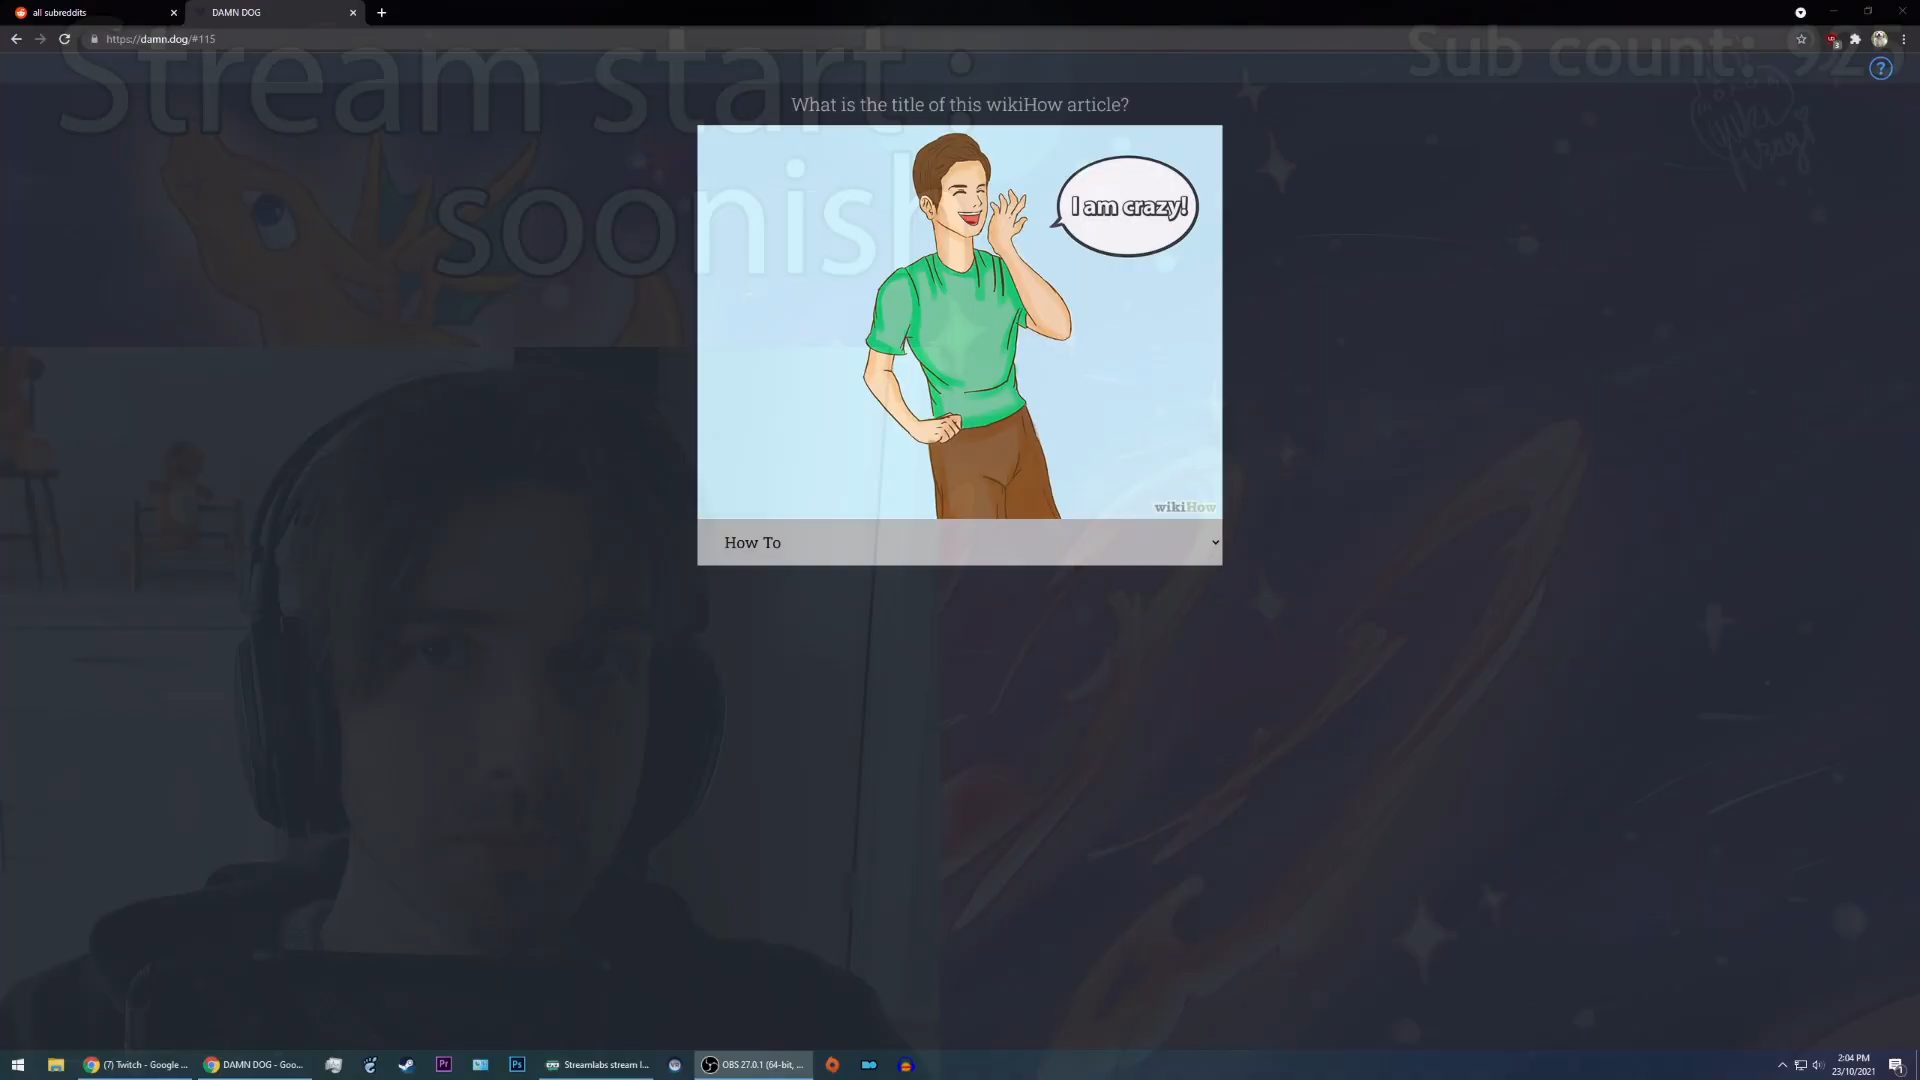 all subreddits
DAMN DOG
https://damn.dog/#115
Stream start :
soonish
Sub count: 92
What is the title of this wikiHow article?
I am crazy!
wikiHow
How To
(7) Twitch - Google ...
DAMN DOG - Goo...
Pr
Ps
Streamlabs stream l...
OBS 27.0.1 (64-bit, ...
2:04 PM
23/10/2021